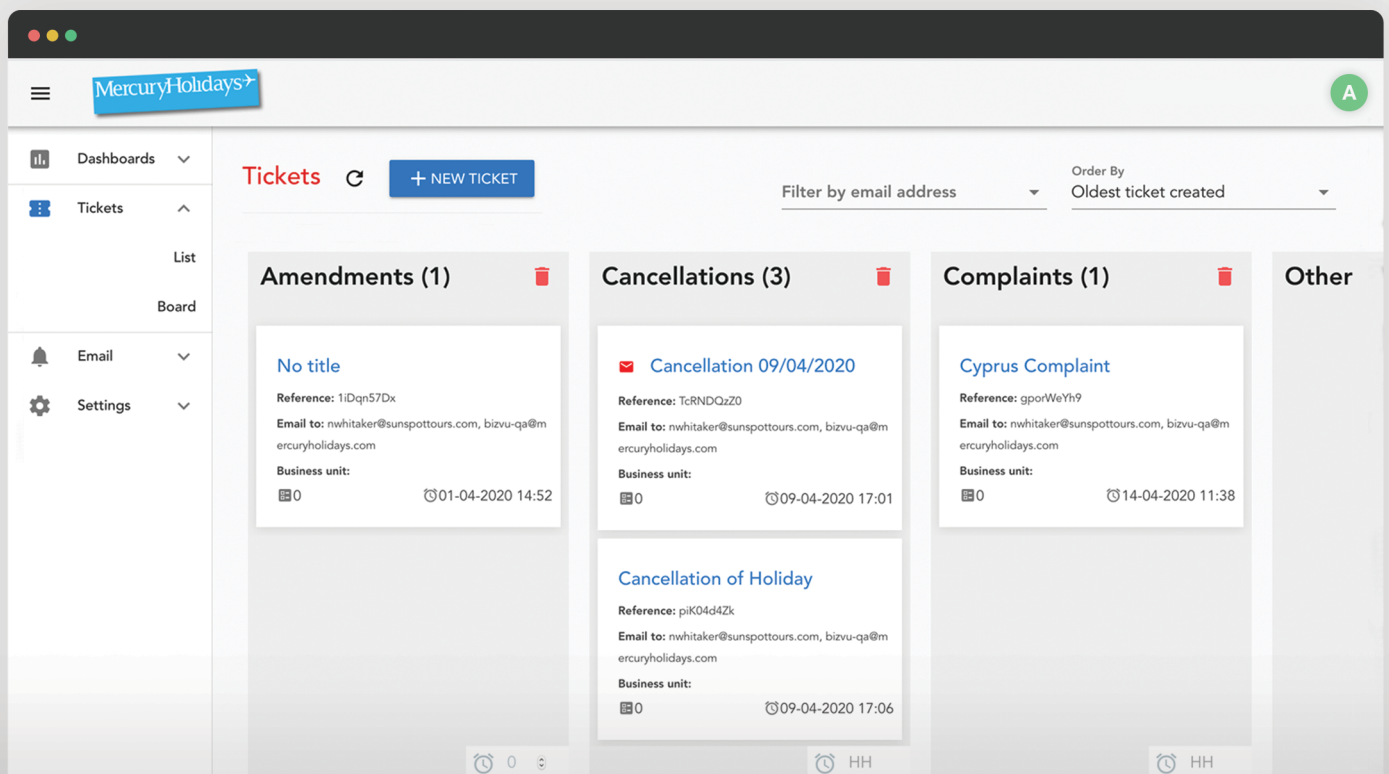 MercuryHolidays
A
Dashboards
Tickets
List
Board
Email
Settings
Tickets
+ NEW TICKET
Filter by email address
Order By
Oldest ticket created
Amendments (1)
No title
Reference: 1iDqn57Dx
Email to: nwhitaker@sunspottours.com, bizvu-qa@m
ercuryholidays.com
Business unit:
0
01-04-2020 14:52
0
Cancellations (3)
Cancellation 09/04/2020
Reference: TcRNDQzZ0
Email to: nwhitaker@sunspottours.com, bizvu-qa@m
ercuryholidays.com
Business unit:
0
09-04-2020 17:01
Cancellation of Holiday
Reference: piK04d4Zk
Email to: nwhitaker@sunspottours.com, bizvu-qa@m
ercuryholidays.com
Business unit:
0
09-04-2020 17:06
HH
Complaints (1)
Cyprus Complaint
Reference: gporWeYh9
Email to: nwhitaker@sunspottours.com, bizvu-qa@m
ercuryholidays.com
Business unit:
0
14-04-2020 11:38
HH
Other